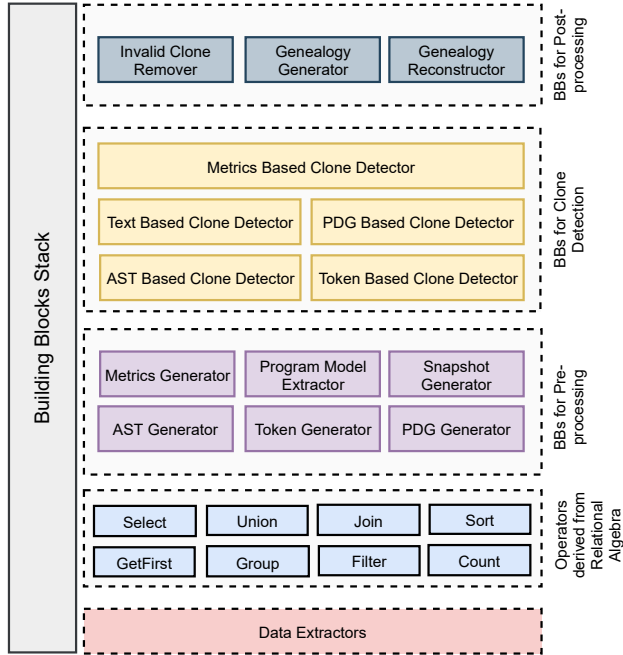 Building Blocks Stack
Invalid Clone
Remover
Genealogy
Generator
Genealogy
Reconstructor
BBs for Post-
processing
Metrics Based Clone Detector
Text Based Clone Detector
PDG Based Clone Detector
AST Based Clone Detector
Token Based Clone Detector
BBs for Clone
Detection
Metrics Generator
Program Model
Extractor
Snapshot
Generator
AST Generator
Token Generator
PDG Generator
BBs for Pre-
processing
Select
Union
Join
Sort
GetFirst
Group
Filter
Count
Operators
derived from
Relational
Algebra
Data Extractors